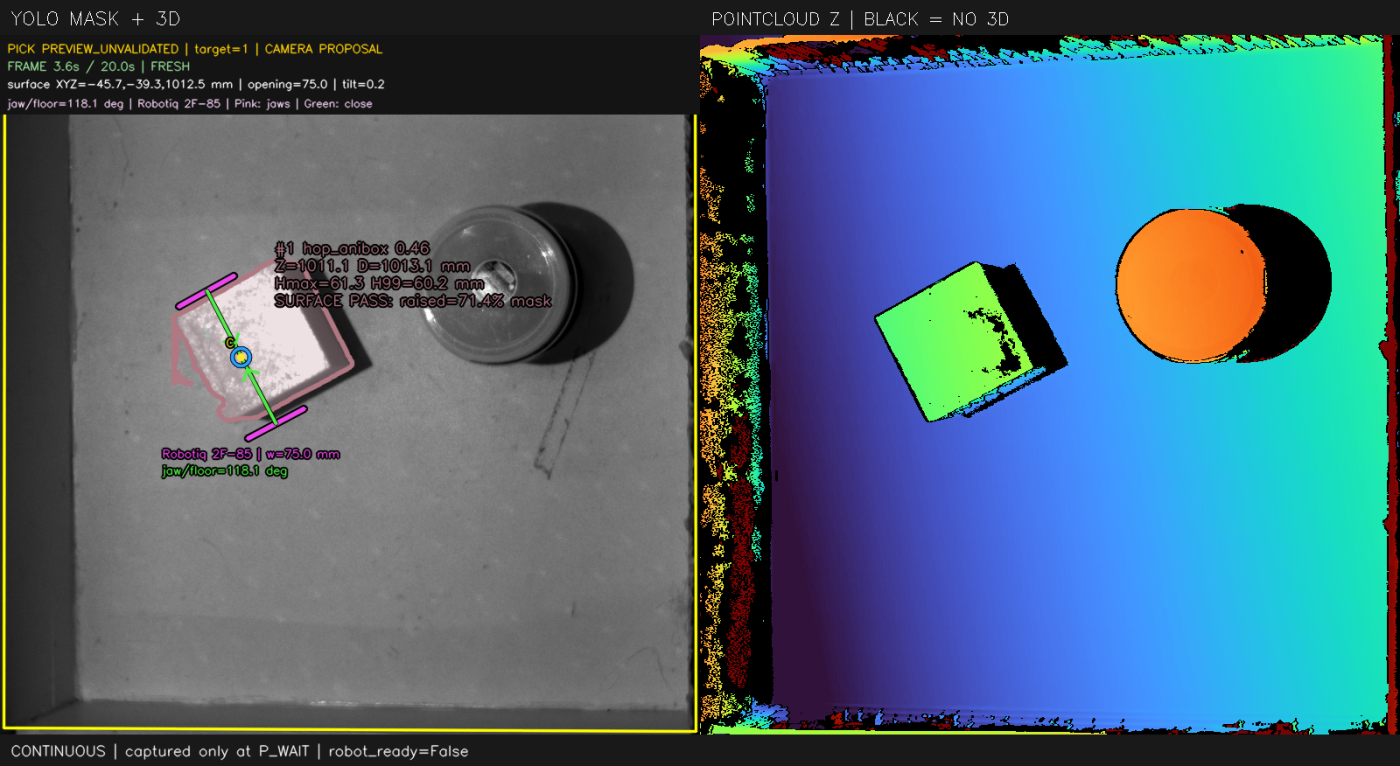 YOLO MASK + 3D
POINTCLOUD Z | BLACK = NO 3D
PICK PREVIEW_UNVALIDATED | target=1 | CAMERA PROPOSAL
FRAME 3.6s / 20.0s | FRESH
surface XYZ=-45.7,-39.3,1012.5 mm | opening=75.0 | tilt=0.2
jaw/floor=118.1 deg | Robotiq 2F-85 | Pink: jaws | Green: close
#1 hop_anibox 0.46
Z=1011.1 D=1013.1 mm
Hmax=61.3 H99=60.2 mm
SURFACE PASS: raised=71.4% mask
C
Robotiq 2F-85 | w=75.0 mm
jaw/floor=118.1 deg
CONTINUOUS | captured only at P_WAIT | robot_ready=False